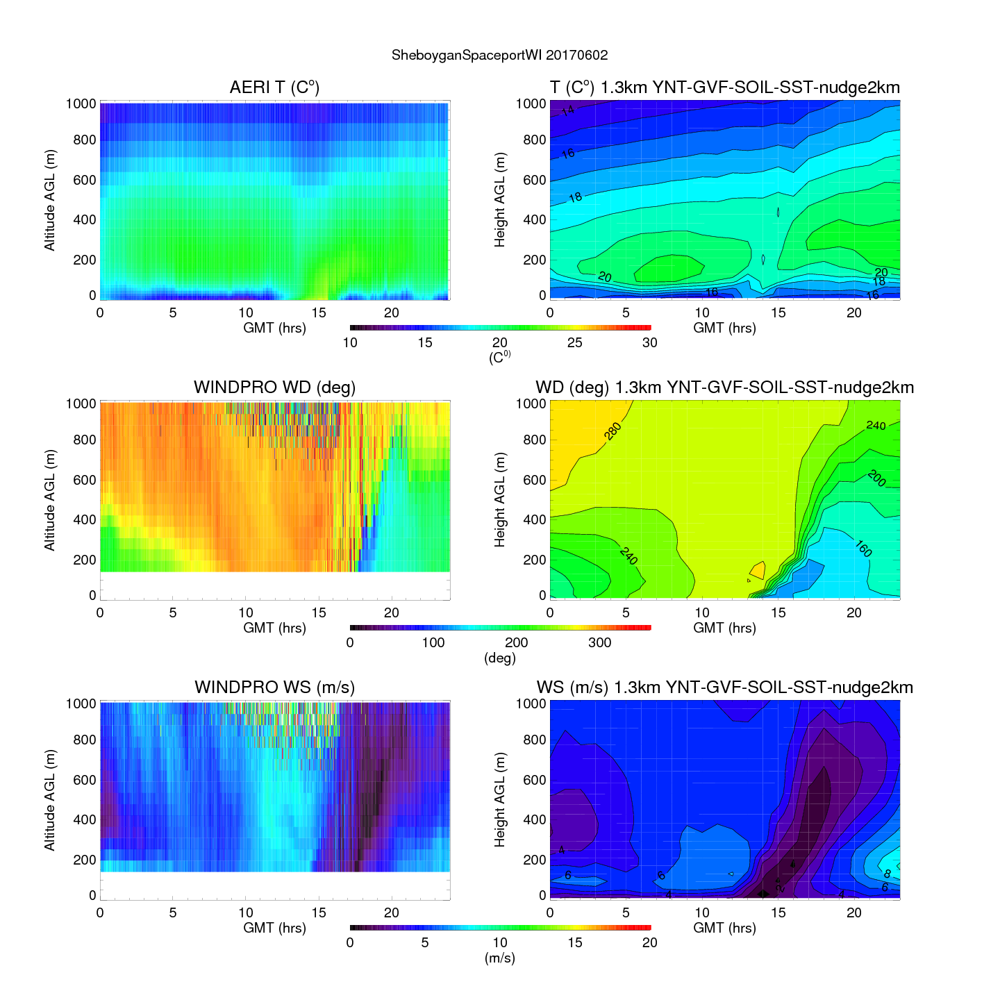 SheboyganSpaceportWI 20170602
AERI T (C°)
T (C°) 1.3km YNT-GVF-SOIL-SST-nudge2km
Altitude AGL (m)
1000
800
600
400
200
0
0 5 10 15 20
GMT (hrs)
Height AGL (m)
1000
800
600
400
200
0
14
16
18
20
16
20
18
16
0 5 10 15 20
GMT (hrs)
10 15 20 25 30
(C⁰⁾
WINDPRO WD (deg)
WD (deg) 1.3km YNT-GVF-SOIL-SST-nudge2km
Altitude AGL (m)
1000
800
600
400
200
0
0 5 10 15 20
GMT (hrs)
Height AGL (m)
1000
800
600
400
200
0
280
240
200
240
160
0 5 10 15 20
GMT (hrs)
0 100 200 300
(deg)
WINDPRO WS (m/s)
WS (m/s) 1.3km YNT-GVF-SOIL-SST-nudge2km
Altitude AGL (m)
1000
800
600
400
200
0
0 5 10 15 20
GMT (hrs)
Height AGL (m)
1000
800
600
400
200
0
4
6
6
4
2
4
8
6
0 5 10 15 20
GMT (hrs)
0 5 10 15 20
(m/s)